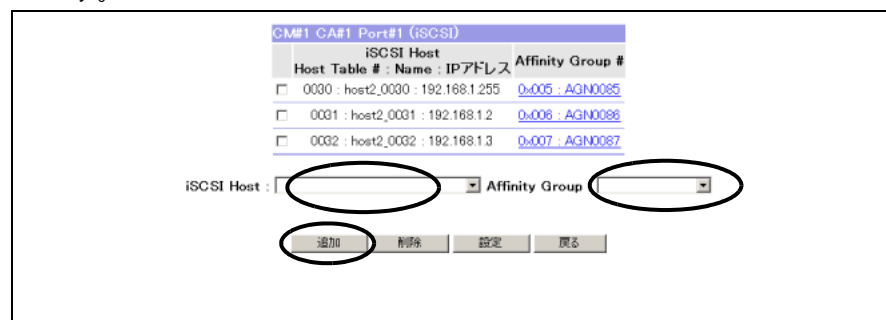 CM#1 CA#1 Port#1 (iSCSI)
iSCSI Host
Host Table # : Name : IPアドレス
Affinity Group #
0030 : host2_0030 : 192.168.1.255 0x005 : AGN0085
0031 : host2_0031 : 192.168.1.2 0x006 : AGN0086
0032 : host2_0032 : 192.168.1.3 0x007 : AGN0087
iSCSI Host : Affinity Group
追加 削除 設定 戻る